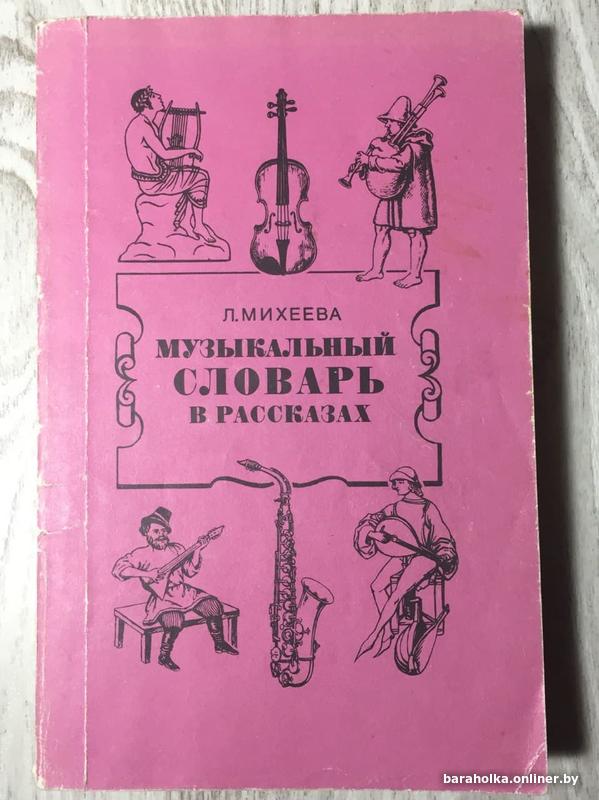 Л.МИХЕЕВА
МУЗЫКАЛЬНЫЙ
СЛОВАРЬ
В РАССКАЗАХ
baraholka.onliner.by